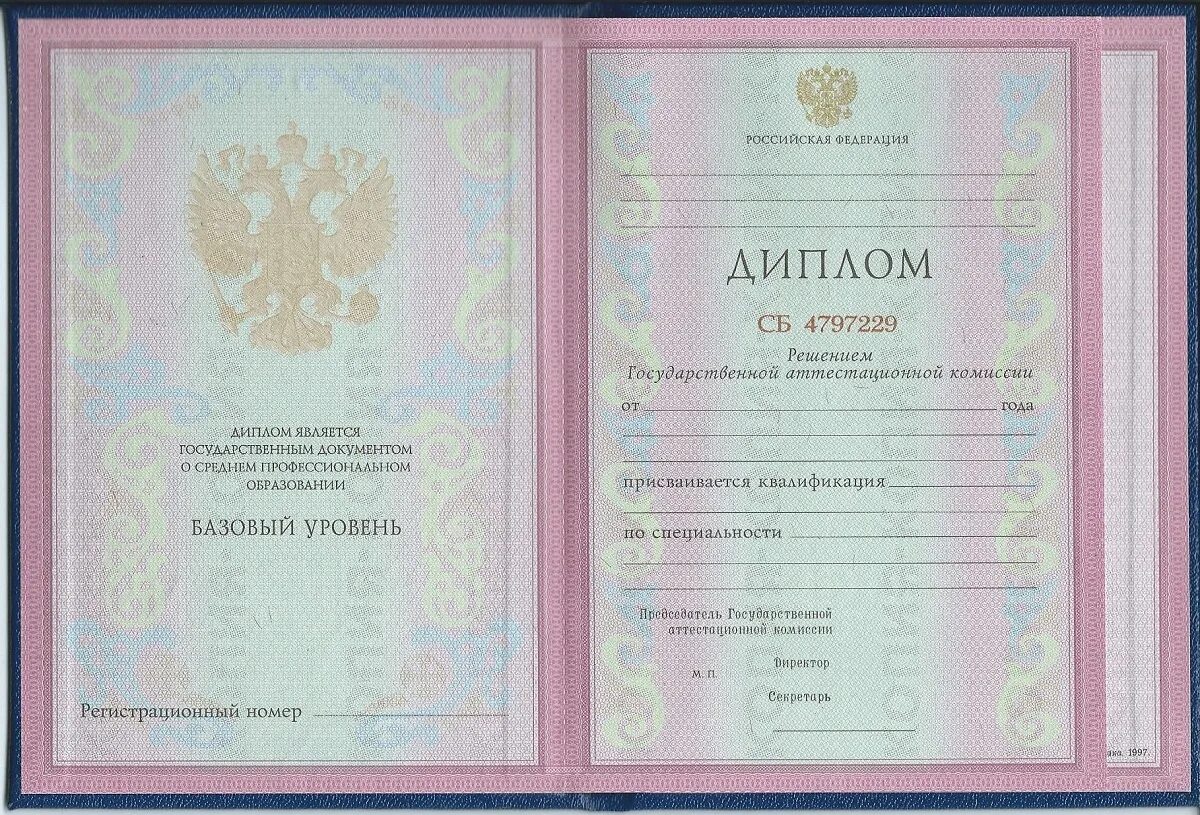 ДИПЛОМ ЯВЛЯЕТСЯ
ГОСУДАРСТВЕННЫМ ДОКУМЕНТОМ
О СРЕДНЕМ ПРОФЕССИОНАЛЬНОМ
ОБРАЗОВАНИИ
БАЗОВЫЙ УРОВЕНЬ
Регистрационный номер
РОССИЙСКАЯ ФЕДЕРАЦИЯ
ДИПЛОМ
СБ 4797229
Решением
Государственной аттестационной комиссии
от года
присваивается квалификация
по специальности
Председатель Государственной
аттестационной комиссии
Директор
М. П.
Секретарь
1997.